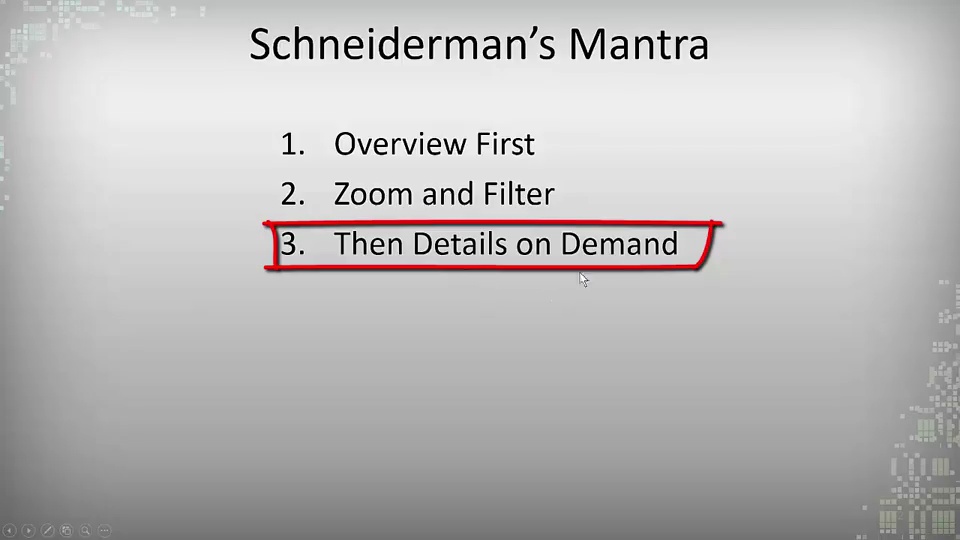 Schneiderman's Mantra
1. Overview First
2. Zoom and Filter
3. Then Details on Demand